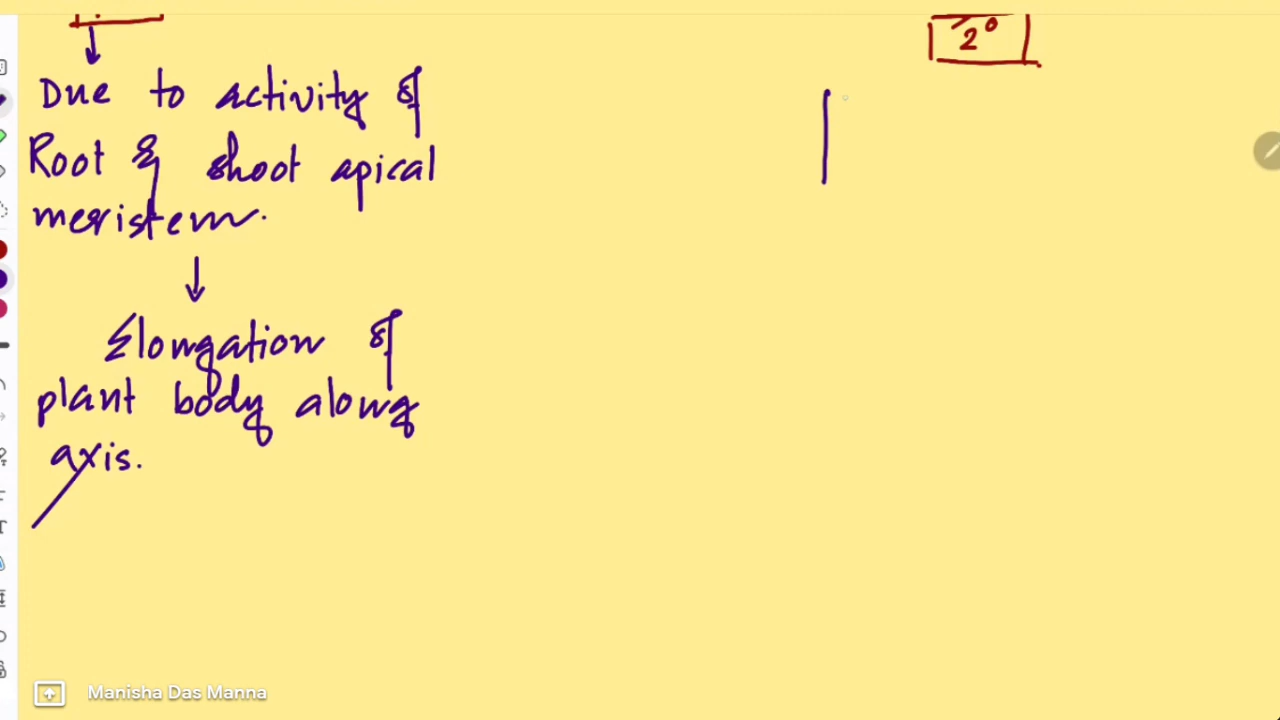 2°
Due to activity of
Root & shoot apical
meristem.
Elongation of
plant body along
axis.
Manisha Das Manna